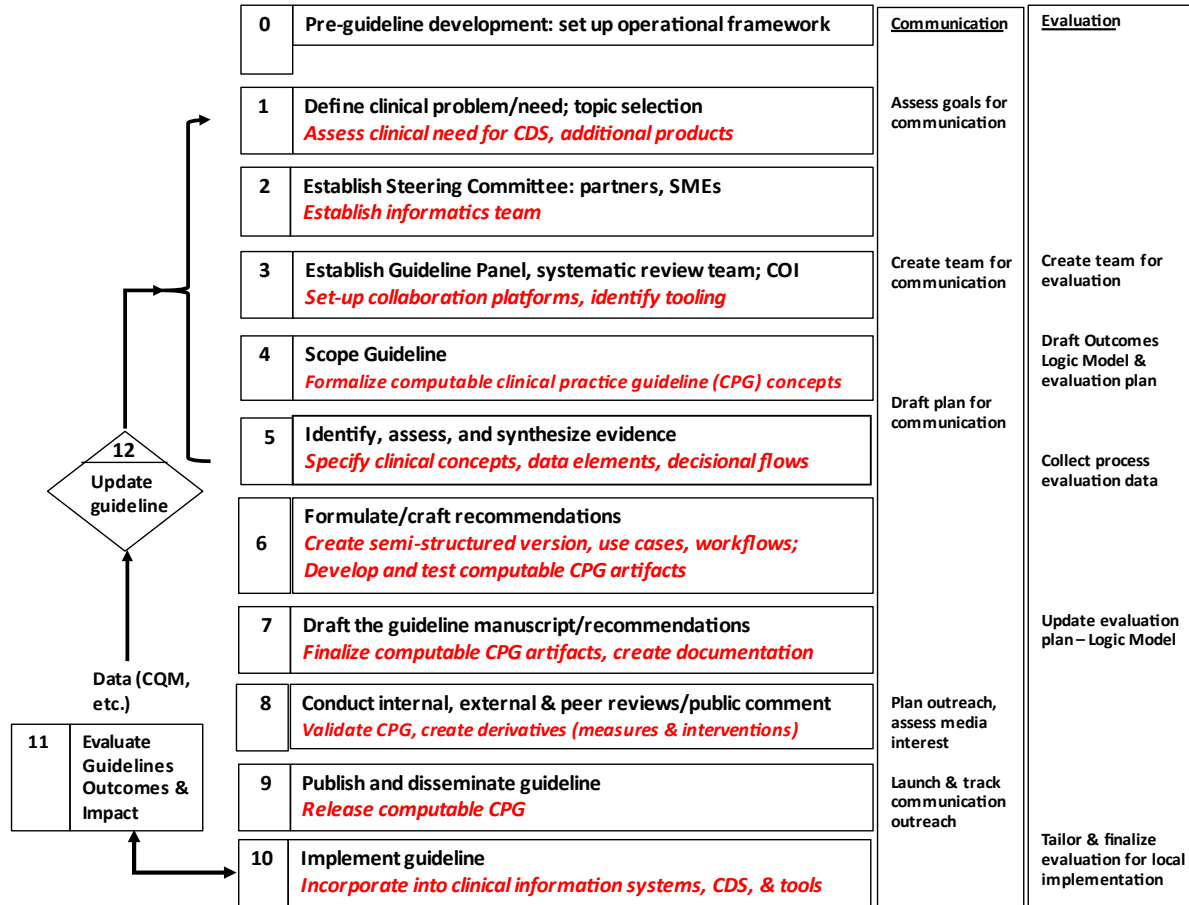 0
Pre-guideline development: set up operational framework
1
Define clinical problem/need; topic selection
Assess clinical need for CDS, additional products
2
Establish Steering Committee: partners, SMEs
Establish informatics team
3
Establish Guideline Panel, systematic review team; COI
Set-up collaboration platforms, identify tooling
4
Scope Guideline
Formalize computable clinical practice guideline (CPG) concepts
5
Identify, assess, and synthesize evidence
Specify clinical concepts, data elements, decisional flows
6
Formulate/craft recommendations
Create semi-structured version, use cases, workflows;
Develop and test computable CPG artifacts
7
Draft the guideline manuscript/recommendations
Finalize computable CPG artifacts, create documentation
8
Conduct internal, external & peer reviews/public comment
Validate CPG, create derivatives (measures & interventions)
9
Publish and disseminate guideline
Release computable CPG
10
Implement guideline
Incorporate into clinical information systems, CDS, & tools
11
Evaluate
Guidelines
Outcomes &
Impact
Data (CQM,
etc.)
12
Update
guideline
Communication
Assess goals for
communication
Create team for
communication
Draft plan for
communication
Plan outreach,
assess media
interest
Launch & track
communication
outreach
Evaluation
Create team for
evaluation
Draft Outcomes
Logic Model &
evaluation plan
Collect process
evaluation data
Update evaluation
plan – Logic Model
Tailor & finalize
evaluation for local
implementation